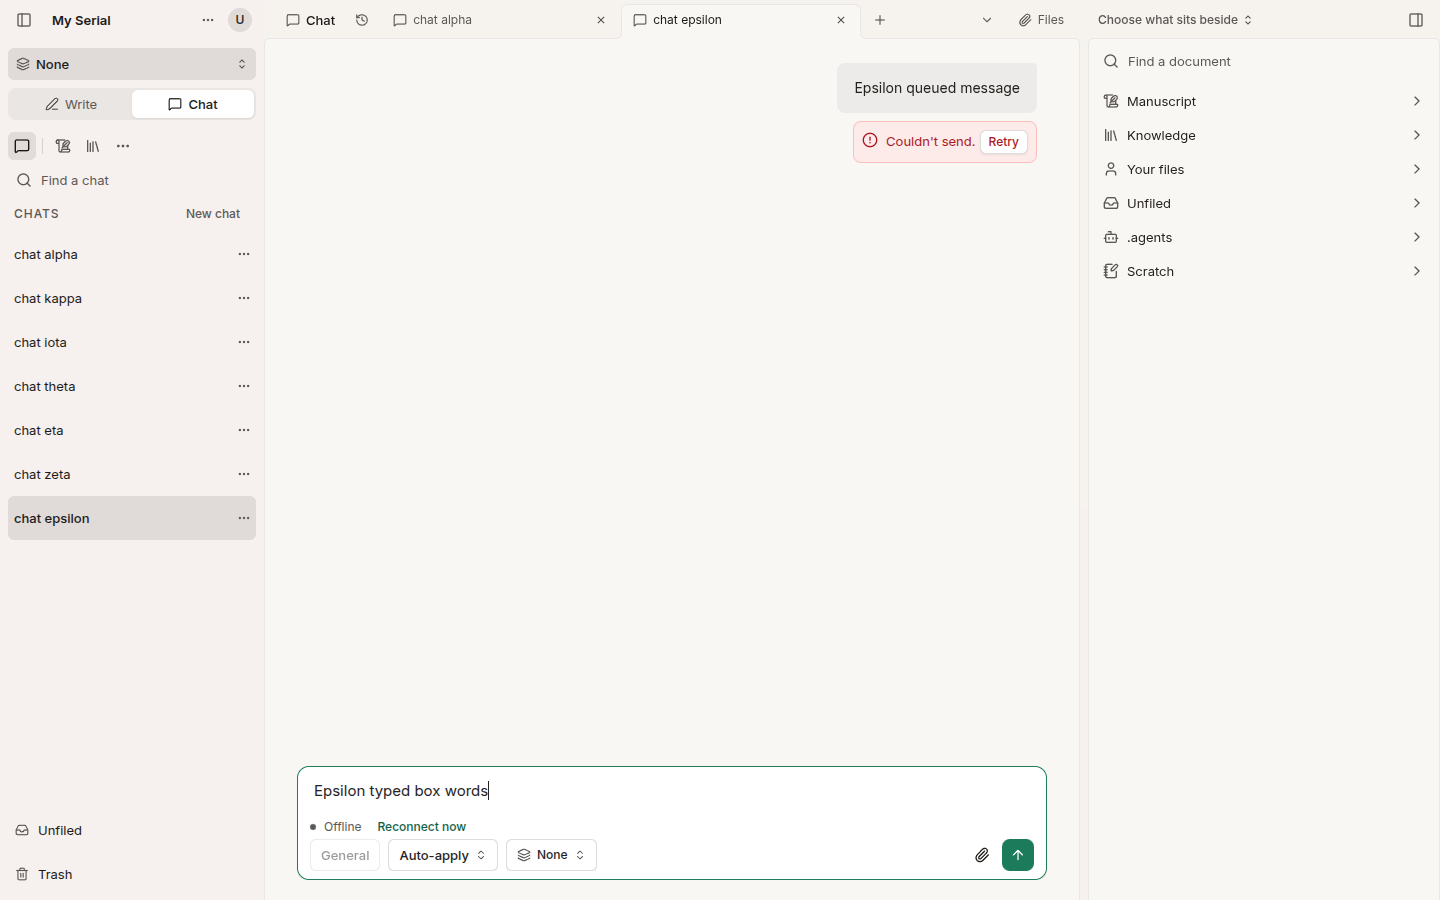 My Serial
U
None
Write
Chat
Find a chat
CHATS
New chat
chat alpha
chat kappa
chat iota
chat theta
chat eta
chat zeta
chat epsilon
Unfiled
Trash
Chat
chat alpha
chat epsilon
Files
Epsilon queued message
Couldn't send. Retry
Epsilon typed box words
Offline Reconnect now
General
Auto-apply
None
Choose what sits beside
Find a document
Manuscript
Knowledge
Your files
Unfiled
.agents
Scratch